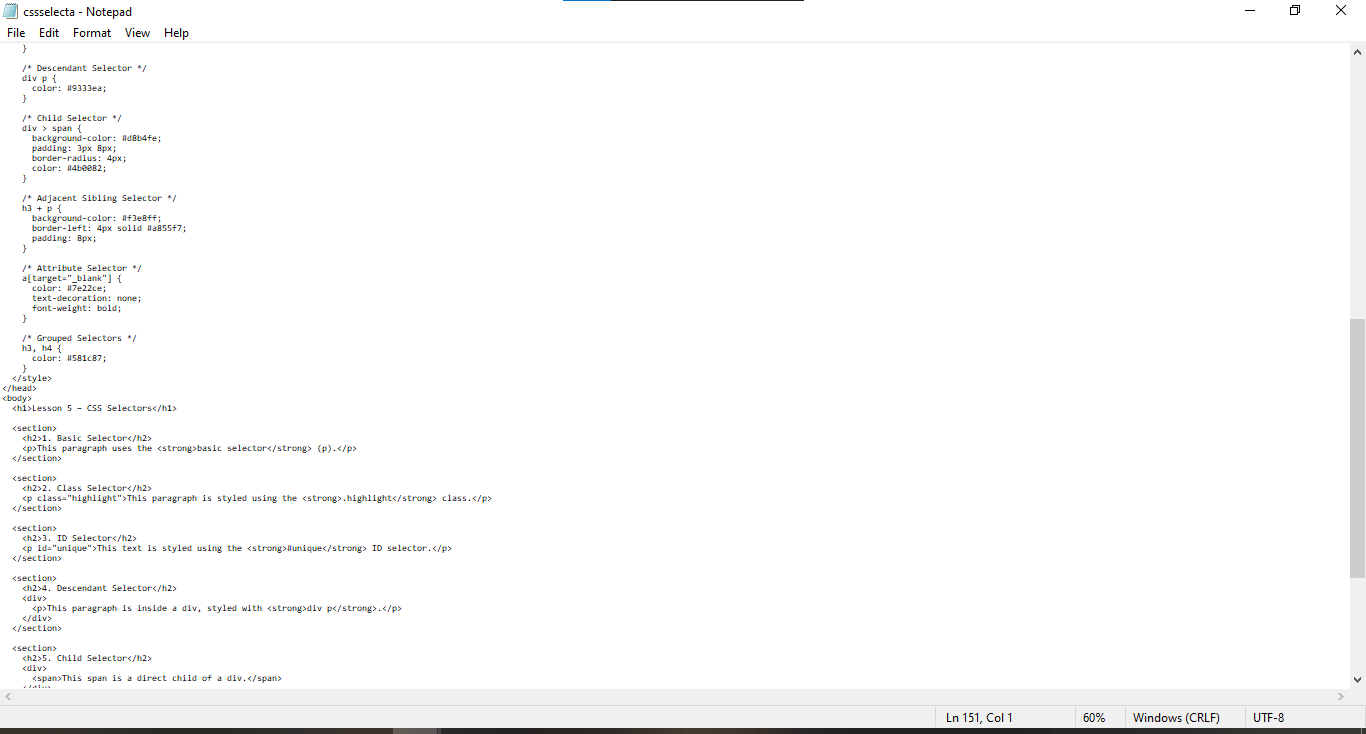 cssselecta - Notepad
File Edit Format View Help
}
/* Descendant Selector */
div p {
color: #9333ea;
}
/* Child Selector */
div > span {
background-color: #d8b4fe;
padding: 3px 8px;
border-radius: 4px;
color: #4b0082;
}
/* Adjacent Sibling Selector */
h3 + p {
background-color: #f3e8ff;
border-left: 4px solid #a855f7;
padding: 8px;
}
/* Attribute Selector */
a[target="_blank"] {
color: #7e22ce;
text-decoration: none;
font-weight: bold;
}
/* Grouped Selectors */
h3, h4 {
color: #581c87;
}
</style>
</head>
<body>
<h1>Lesson 5 – CSS Selectors</h1>
<section>
<h2>1. Basic Selector</h2>
<p>This paragraph uses the <strong>basic selector</strong> (p).</p>
</section>
<section>
<h2>2. Class Selector</h2>
<p class="highlight">This paragraph is styled using the <strong>.highlight</strong> class.</p>
</section>
<section>
<h2>3. ID Selector</h2>
<p id="unique">This text is styled using the <strong>#unique</strong> ID selector.</p>
</section>
<section>
<h2>4. Descendant Selector</h2>
<div>
<p>This paragraph is inside a div, styled with <strong>div p</strong>.</p>
</div>
</section>
<section>
<h2>5. Child Selector</h2>
<div>
<span>This span is a direct child of a div.</span>
</div>
Ln 151, Col 1 60% Windows (CRLF) UTF-8